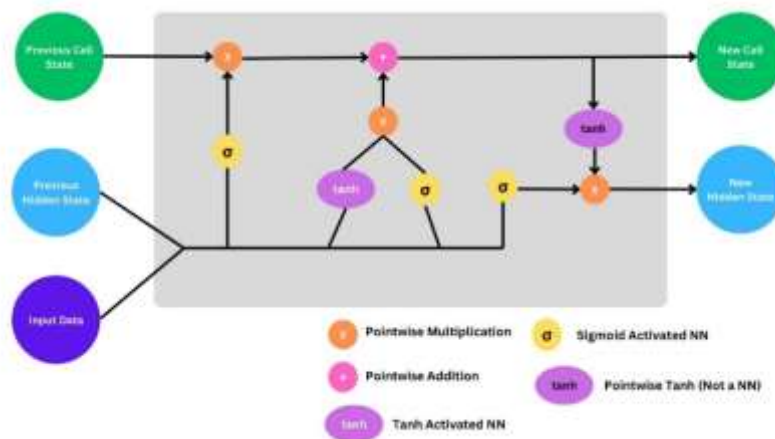 Previous Cell
State
New Cell
State
x
+
tanh
x
σ
Previous
Hidden State
tanh
σ
σ
x
New
Hidden State
Input Data
x
Pointwise Multiplication
σ
Sigmoid Activated NN
+
Pointwise Addition
tanh
Pointwise Tanh (Not a NN)
tanh
Tanh Activated NN